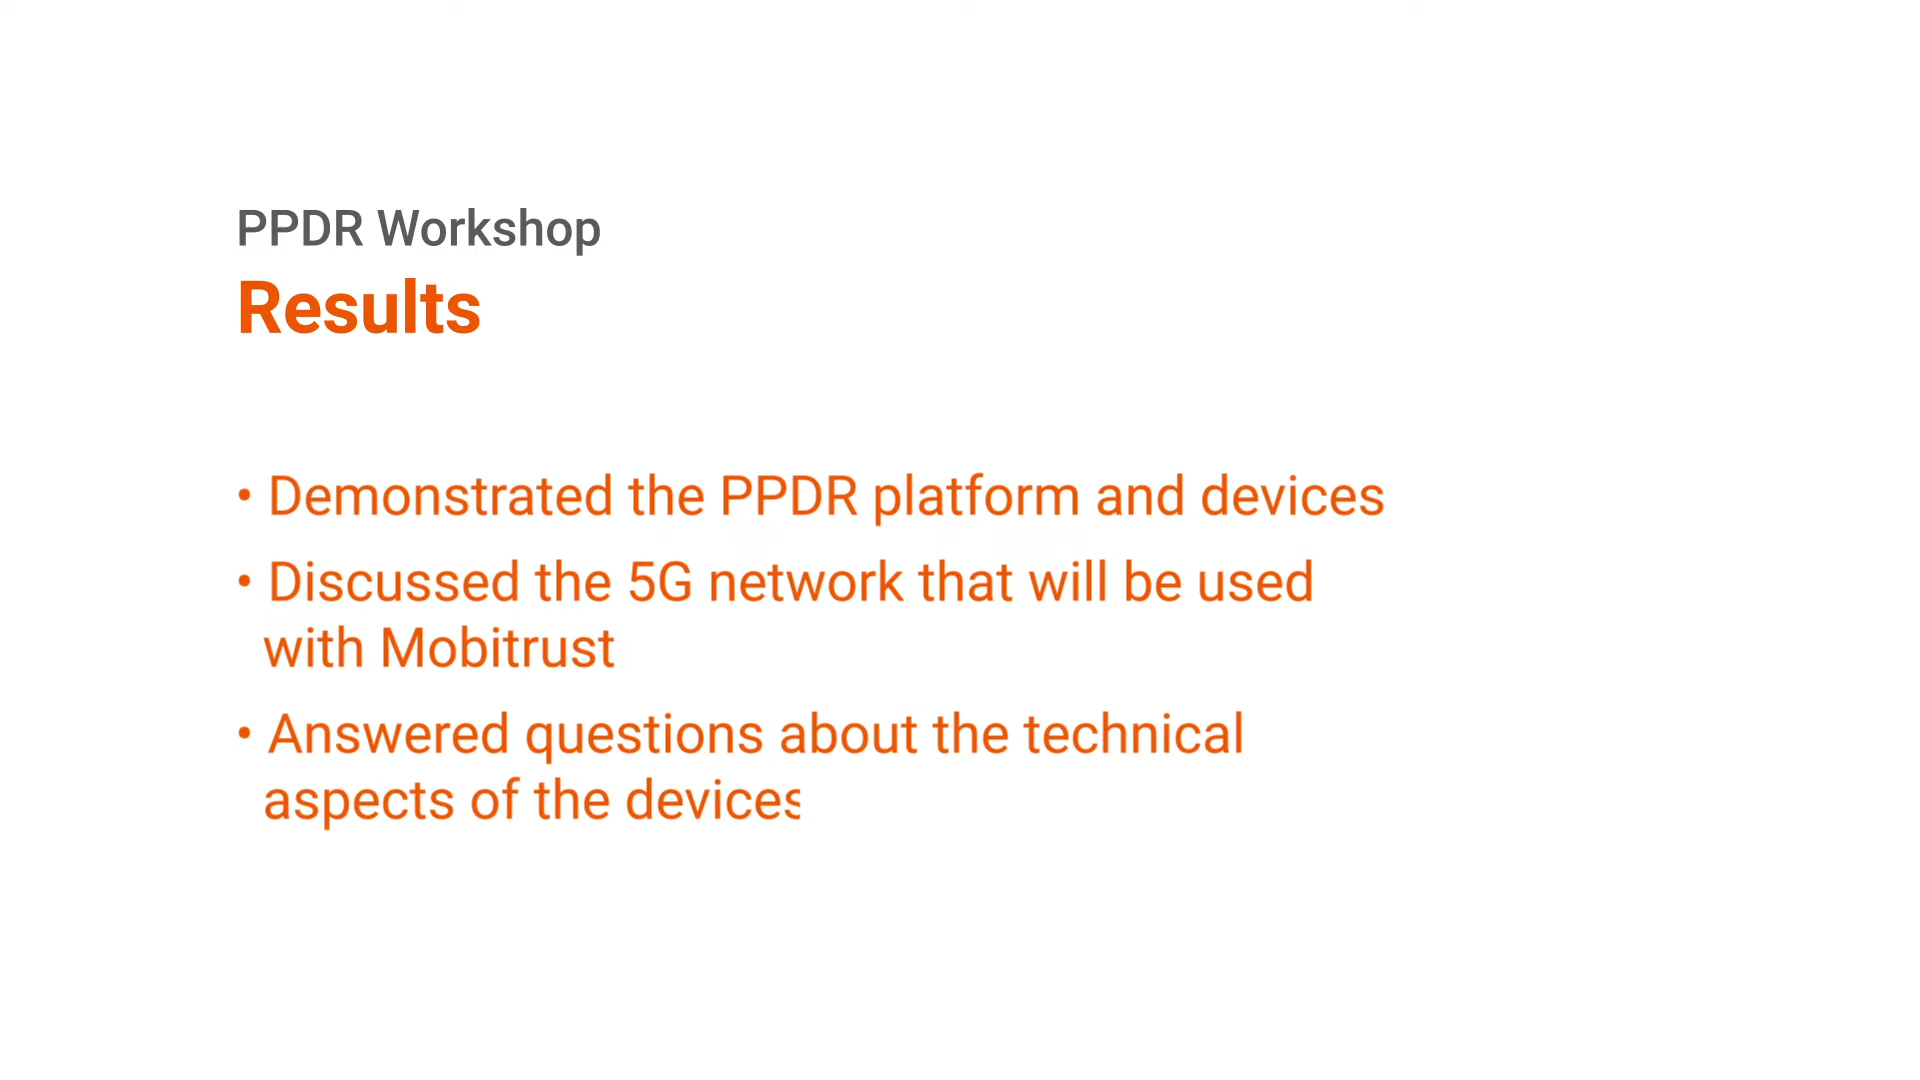 PPDR Workshop
Results
• Demonstrated the PPDR platform and devices
• Discussed the 5G network that will be used
with Mobitrust
• Answered questions about the technical
aspects of the devices